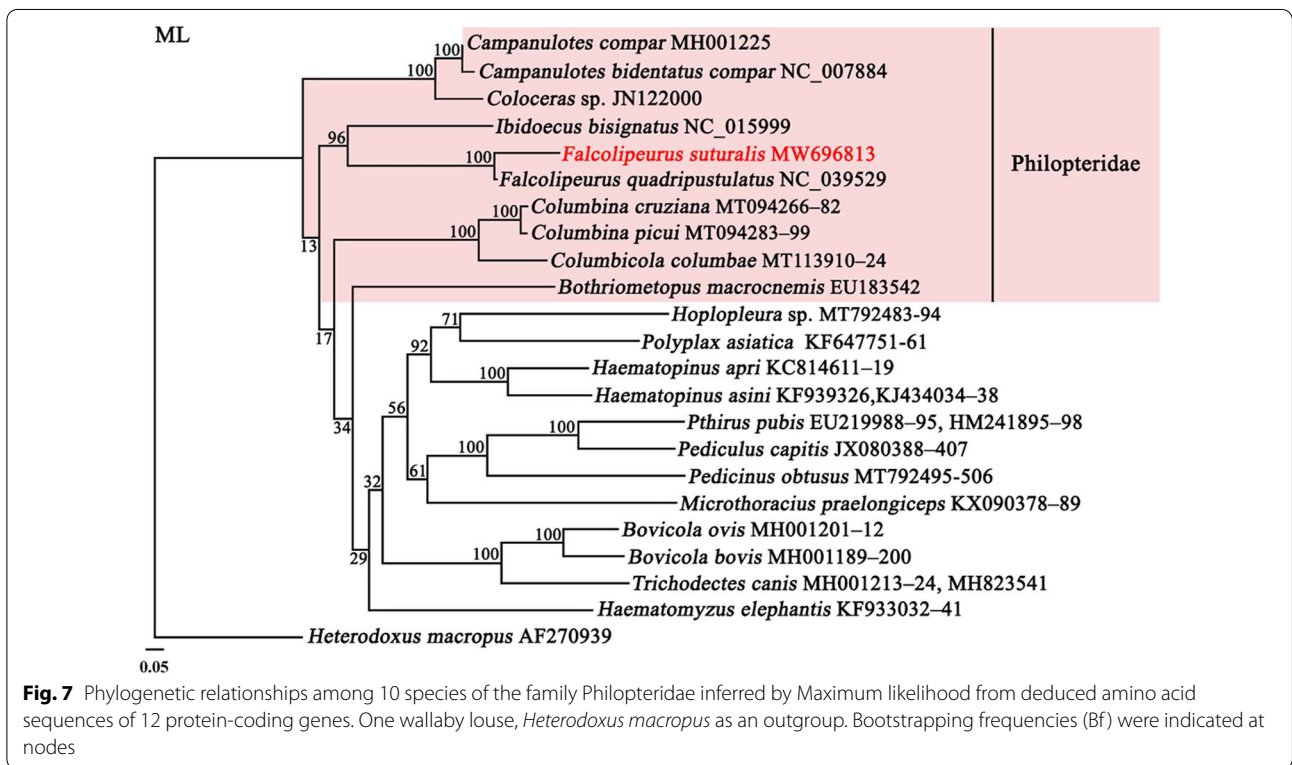 ML
100 Campanulotes compar MH001225
100 Campanulotes bidentatus compar NC_007884
Coloceras sp. JN122000
Ibidoecus bisignatus NC_015999
96
100 Falcolipeurus suturalis MW696813
Philopteridae
Falcolipeurus quadripustulatus NC_039529
100 Columbina cruziana MT094266–82
100 Columbina picui MT094283–99
13
Columbicola columbae MT113910–24
Bothriometopus macrocnemis EU183542
71 Hoplopleura sp. MT792483-94
17
92 Polyplax asiatica KF647751-61
100 Haematopinus apri KC814611–19
Haematopinus asini KF939326,KJ434034–38
56
34
100 Pthirus pubis EU219988–95, HM241895–98
100 Pediculus capitis JX080388–407
61 Pedicinus obtusus MT792495-506
32
Microthoracius praelongiceps KX090378–89
100 Bovicola ovis MH001201–12
29
100 Bovicola bovis MH001189–200
Trichodectes canis MH001213–24, MH823541
Haematomyzus elephantis KF933032–41
Heterodoxus macropus AF270939
0.05
Fig. 7 Phylogenetic relationships among 10 species of the family Philopteridae inferred by Maximum likelihood from deduced amino acid
sequences of 12 protein-coding genes. One wallaby louse, Heterodoxus macropus as an outgroup. Bootstrapping frequencies (Bf) were indicated at
nodes